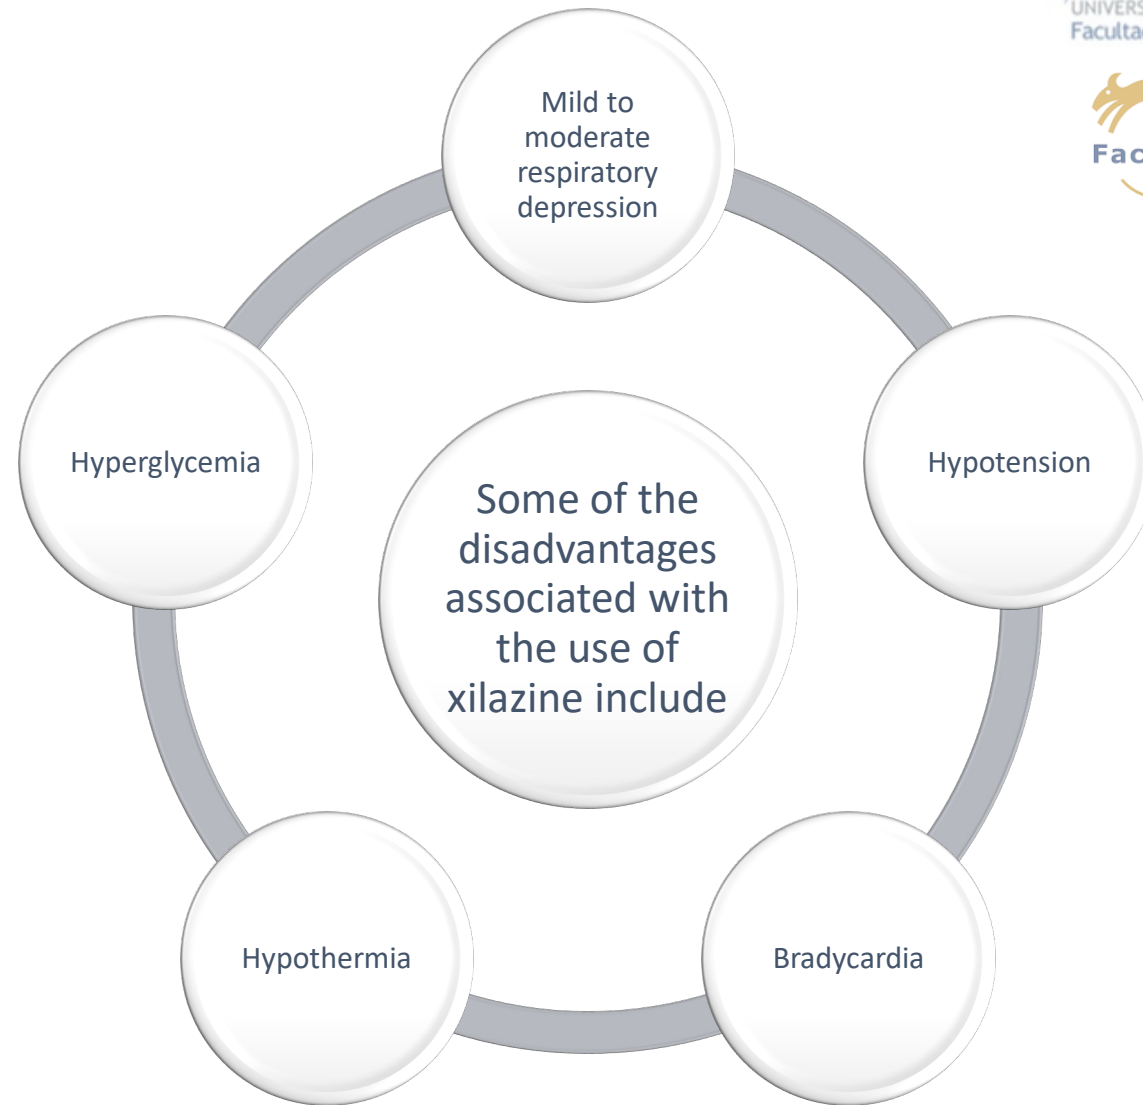 UNIVERS
Faculta
Fac
Mild to
moderate
respiratory
depression
Hyperglycemia
Hypotension
Some of the
disadvantages
associated with
the use of
xilazine include
Hypothermia
Bradycardia